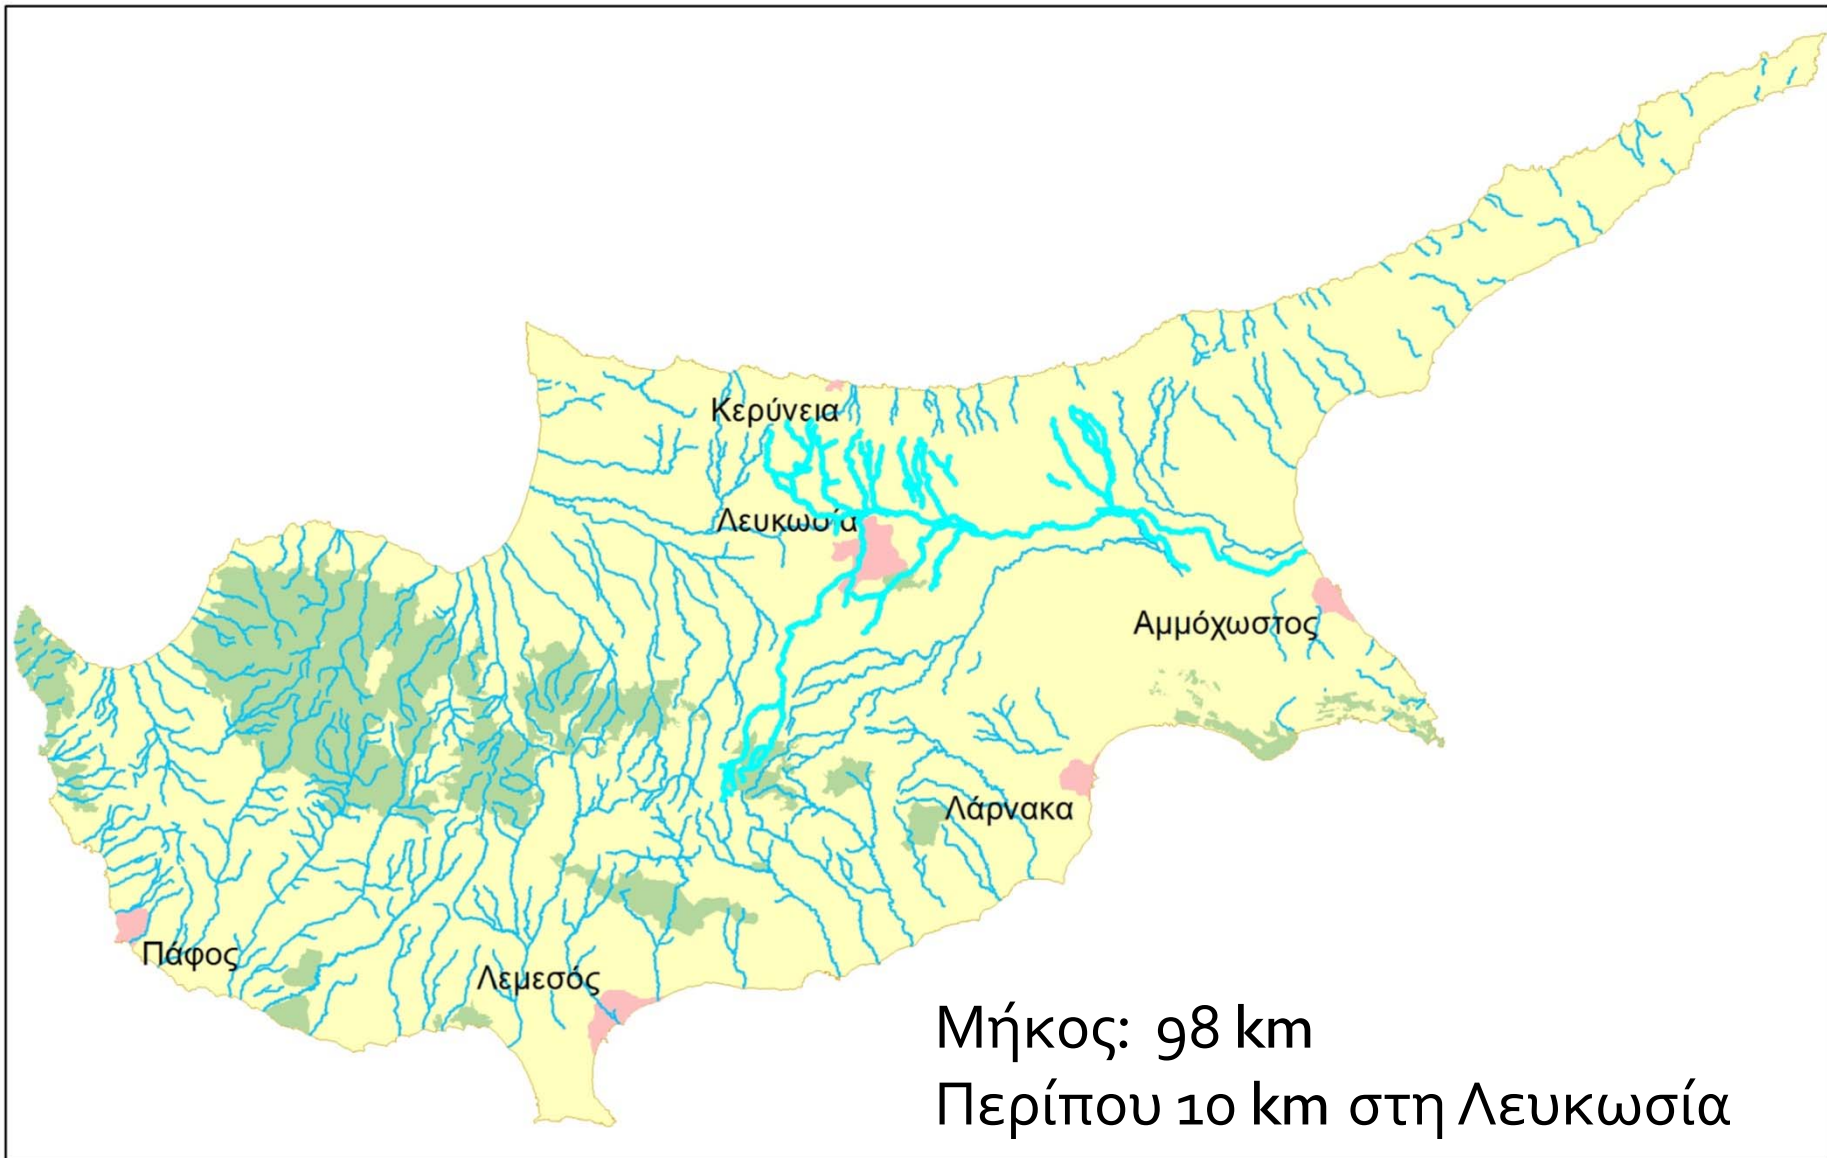 Κερύνεια
Λευκωσία
Αμμόχωστος
Λάρνακα
Πάφος
Λεμεσός
Μήκος: 98 km
Περίπου 10 km στη Λευκωσία